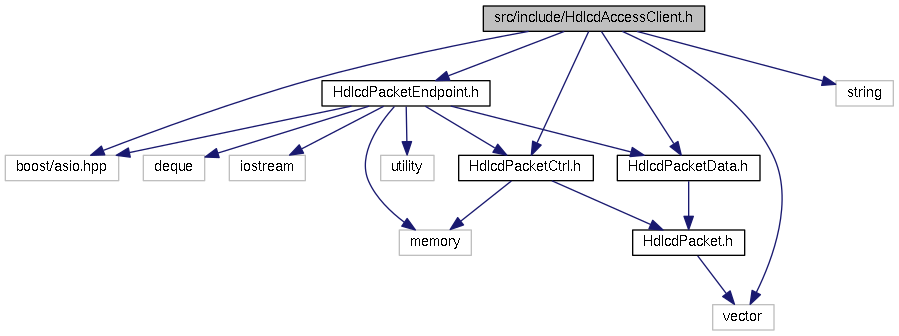 src/include/HdlcdAccessClient.h
HdlcdPacketEndpoint.h
string
boost/asio.hpp
deque
iostream
utility
HdlcdPacketCtrl.h
HdlcdPacketData.h
memory
HdlcdPacket.h
vector